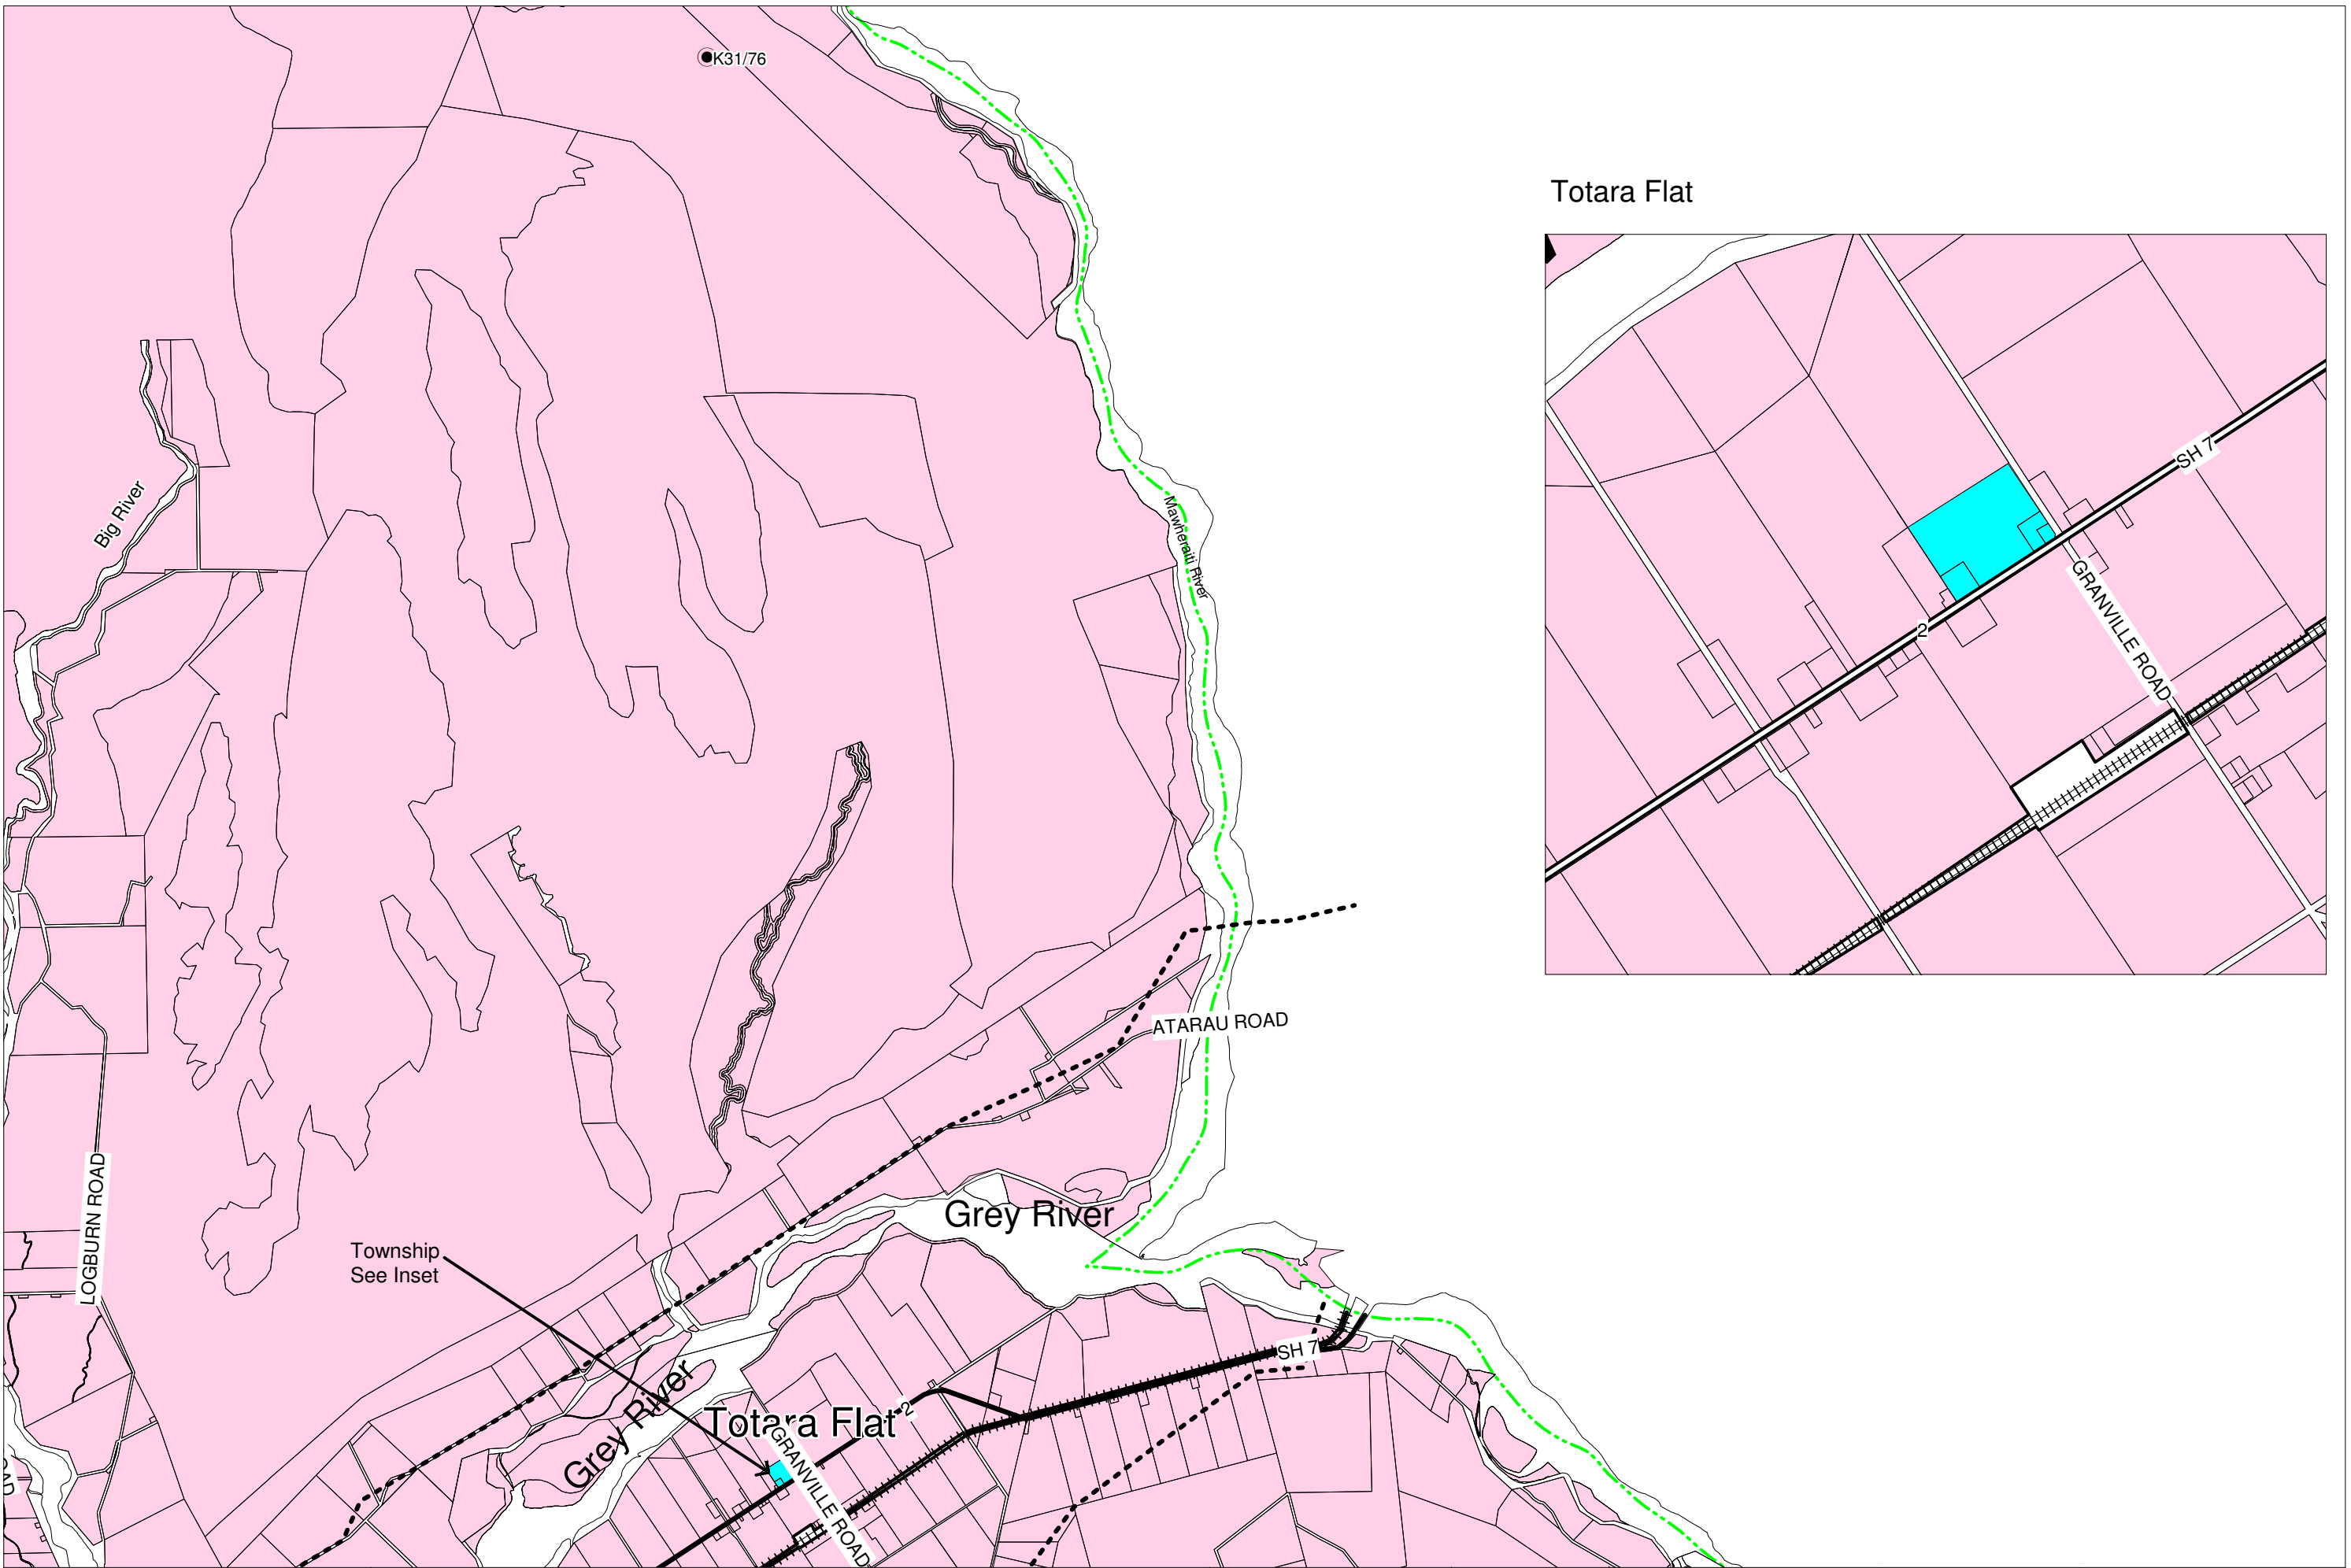 K31/76
Totara Flat
SH 7
Big River
Mawheraiti River
GRANVILLE ROAD
2
ATARAU ROAD
LOGBURN ROAD
Grey River
Township
See Inset
SH 7
Grey River
Totara Flat
2
GRANVILLE ROAD